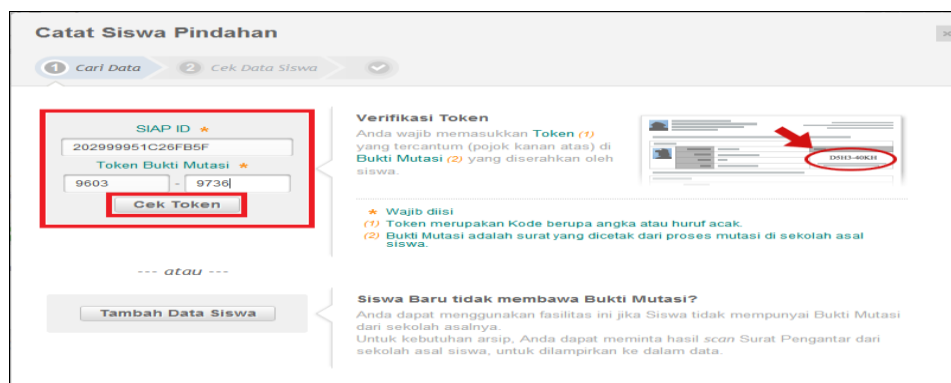 Catat Siswa Pindahan
1 Cari Data 2 Cek Data Siswa
SIAP ID *
202999951C26FB5F
Token Bukti Mutasi *
9603 - 9736
Cek Token
Verifikasi Token
Anda wajib memasukkan Token (1)
yang tercantum (pojok kanan atas) di
Bukti Mutasi (2) yang diserahkan oleh
siswa.
D5H3-40KH
* Wajib diisi
(1) Token merupakan Kode berupa angka atau huruf acak.
(2) Bukti Mutasi adalah surat yang dicetak dari proses mutasi di sekolah asal
siswa.
--- atau ---
Tambah Data Siswa
Siswa Baru tidak membawa Bukti Mutasi?
Anda dapat menggunakan fasilitas ini jika Siswa tidak mempunyai Bukti Mutasi
dari sekolah asalnya.
Untuk kebutuhan arsip, Anda dapat meminta hasil scan Surat Pengantar dari
sekolah asal siswa, untuk dilampirkan ke dalam data.